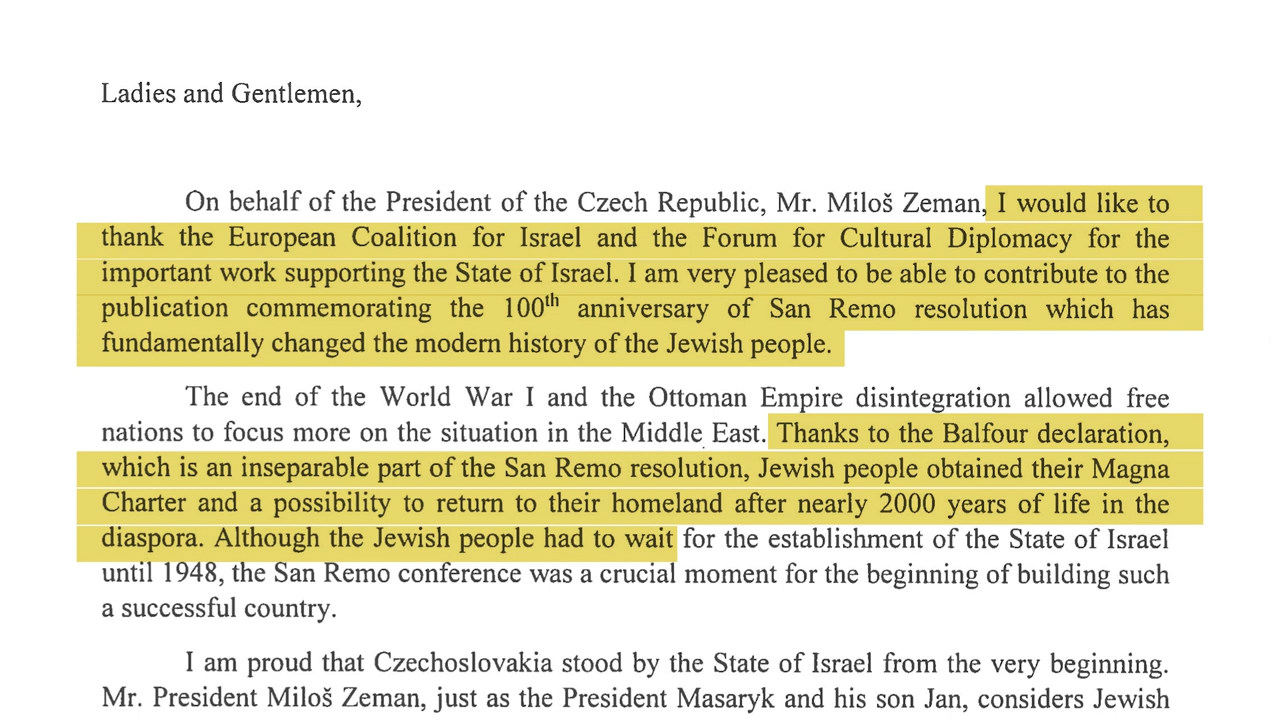 Ladies and Gentlemen,
On behalf of the President of the Czech Republic, Mr. Miloš Zeman, I would like to
thank the European Coalition for Israel and the Forum for Cultural Diplomacy for the
important work supporting the State of Israel. I am very pleased to be able to contribute to the
publication commemorating the 100th anniversary of San Remo resolution which has
fundamentally changed the modern history of the Jewish people.
The end of the World War I and the Ottoman Empire disintegration allowed free
nations to focus more on the situation in the Middle East. Thanks to the Balfour declaration,
which is an inseparable part of the San Remo resolution, Jewish people obtained their Magna
Charter and a possibility to return to their homeland after nearly 2000 years of life in the
diaspora. Although the Jewish people had to wait for the establishment of the State of Israel
until 1948, the San Remo conference was a crucial moment for the beginning of building such
a successful country.
I am proud that Czechoslovakia stood by the State of Israel from the very beginning.
Mr. President Miloš Zeman, just as the President Masaryk and his son Jan, considers Jewish